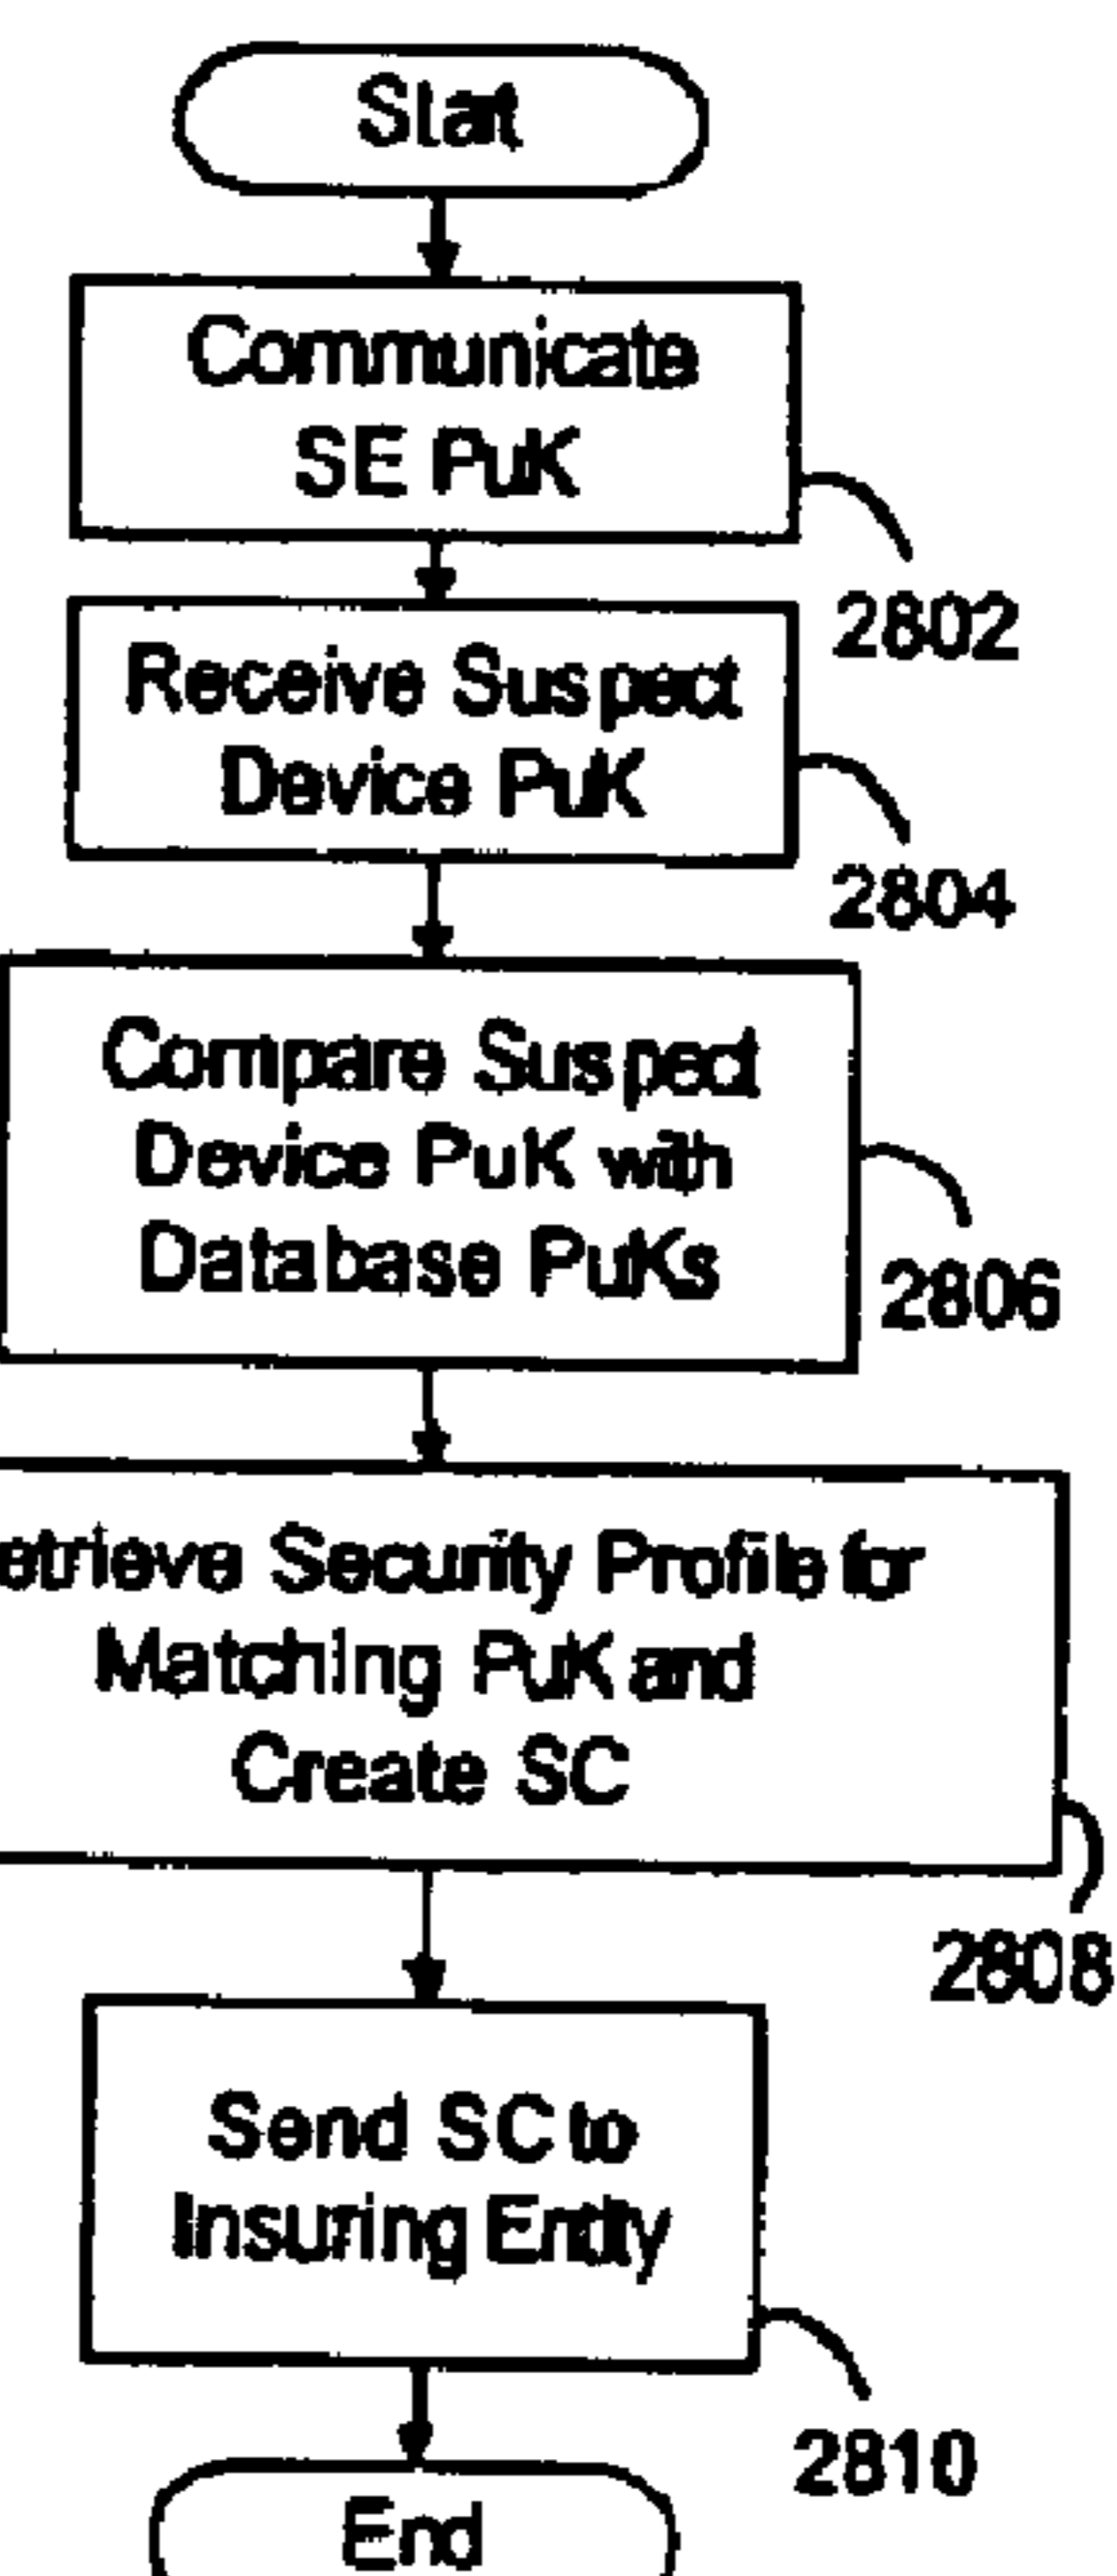 Start
Communicate
SE PuK
2802
Receive Suspect
Device PuK
2804
Compare Suspect
Device PuK with
Database PuKs
2806
etrieve Security Profile for
Matching PuK and
Create SC
2808
Send SC to
Insuring Entity
2810
End